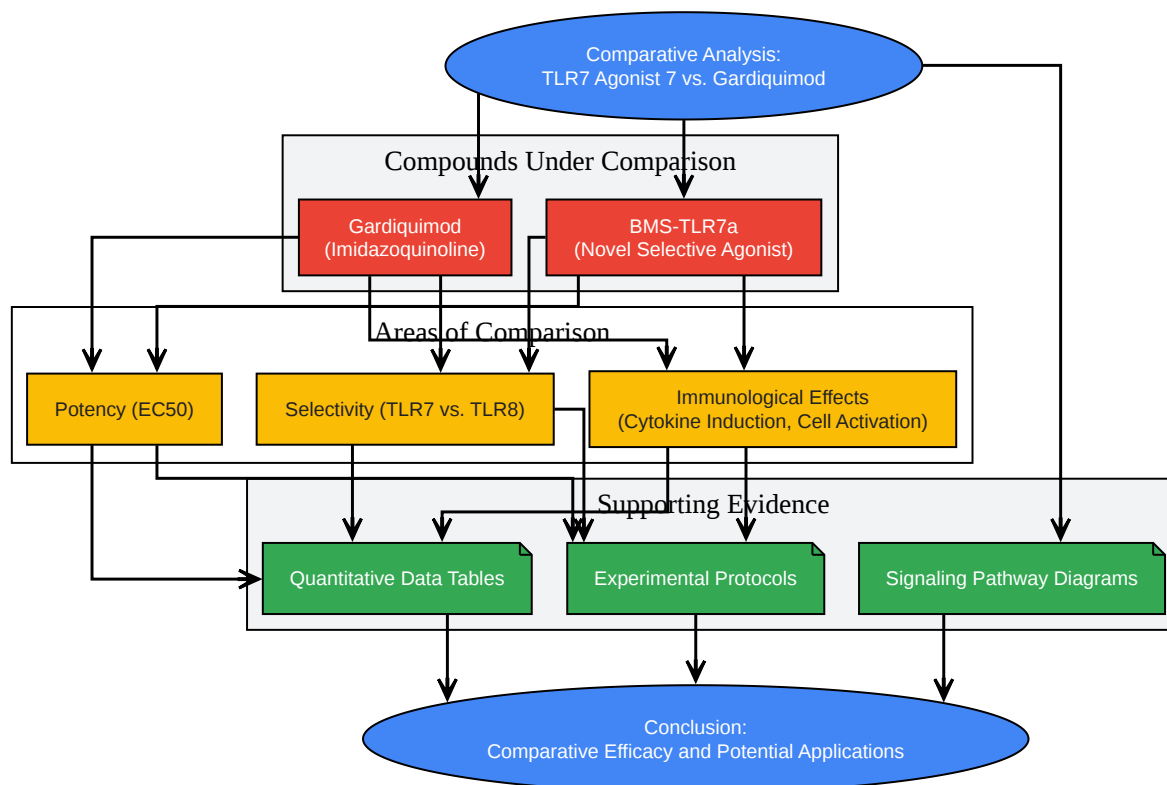 Comparative Analysis:
TLR7 Agonist 7 vs. Gardiquimod
Compounds Under Comparison
Gardiquimod
(Imidazoquinoline)
BMS-TLR7a
(Novel Selective Agonist)
Areas of Comparison
Potency (EC50)
Selectivity (TLR7 vs. TLR8)
Immunological Effects
(Cytokine Induction, Cell Activation)
Supporting Evidence
Quantitative Data Tables
Experimental Protocols
Signaling Pathway Diagrams
Conclusion:
Comparative Efficacy and Potential Applications